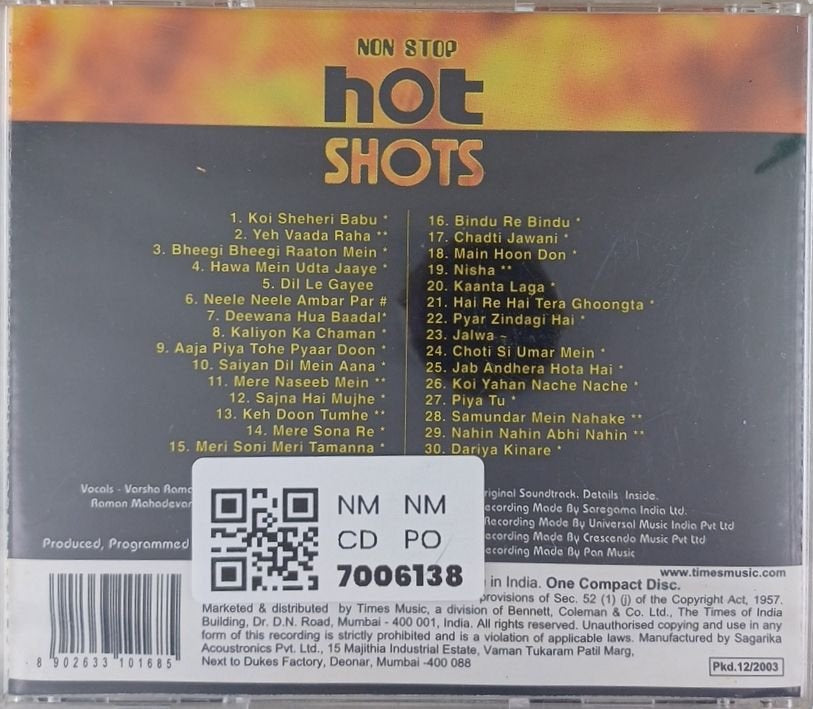 NON STOP
hot
SHOTS
1. Koi Sheheri Babu *
2. Yeh Vaada Raha **
3. Bheegi Bheegi Raaton Mein *
4. Hawa Mein Udta Jaaye *
5. Dil Le Gayee
6. Neele Neele Ambar Par #
7. Deewana Hua Baadal*
8. Kaliyon Ka Chaman *
9. Aaja Piya Tohe Pyaar Doon *
10. Saiyan Dil Mein Aana *
11. Mere Naseeb Mein **
12. Sajna Hai Mujhe *
13. Keh Doon Tumhe **
14. Mere Sona Re *
15. Meri Soni Meri Tamanna *
16. Bindu Re Bindu *
17. Chadti Jawani *
18. Main Hoon Don *
19. Nisha **
20. Kaanta Laga *
21. Hai Re Hai Tera Ghoongta *
22. Pyar Zindagi Hai *
23. Jalwa
24. Choti Si Umar Mein *
25. Jab Andhera Hota Hai *
26. Koi Yahan Nache Nache *
27. Piya Tu *
28. Samundar Mein Nahake **
29. Nahin Nahin Abhi Nahin **
30. Dariya Kinare *
Vocals - Varsha
Raman Mahadevan
Produced, Programmed
Soundtrack. Details Inside.
Recording Made By Saregama India Ltd.
Recording Made By Universal Music India Pvt Ltd
Recording Made By Crescendo Music Pvt Ltd
Recording Made By Pan Music
NM NM
CD PO
7006138
www.timesmusic.com
in India. One Compact Disc.
provisions of Sec. 52 (1) (j) of the Copyright Act, 1957.
Marketed & distributed by Times Music, a division of Bennett, Coleman & Co. Ltd., The Times of India
Building, Dr. D.N. Road, Mumbai - 400 001, India. All rights reserved. Unauthorised copying and use in any
form of this recording is strictly prohibited and is a violation of applicable laws. Manufactured by Sagarika
Acoustronics Pvt. Ltd., 15 Majithia Industrial Estate, Vaman Tukaram Patil Marg,
Next to Dukes Factory, Deonar, Mumbai -400 088
Pkd.12/2003
8 902633 101685